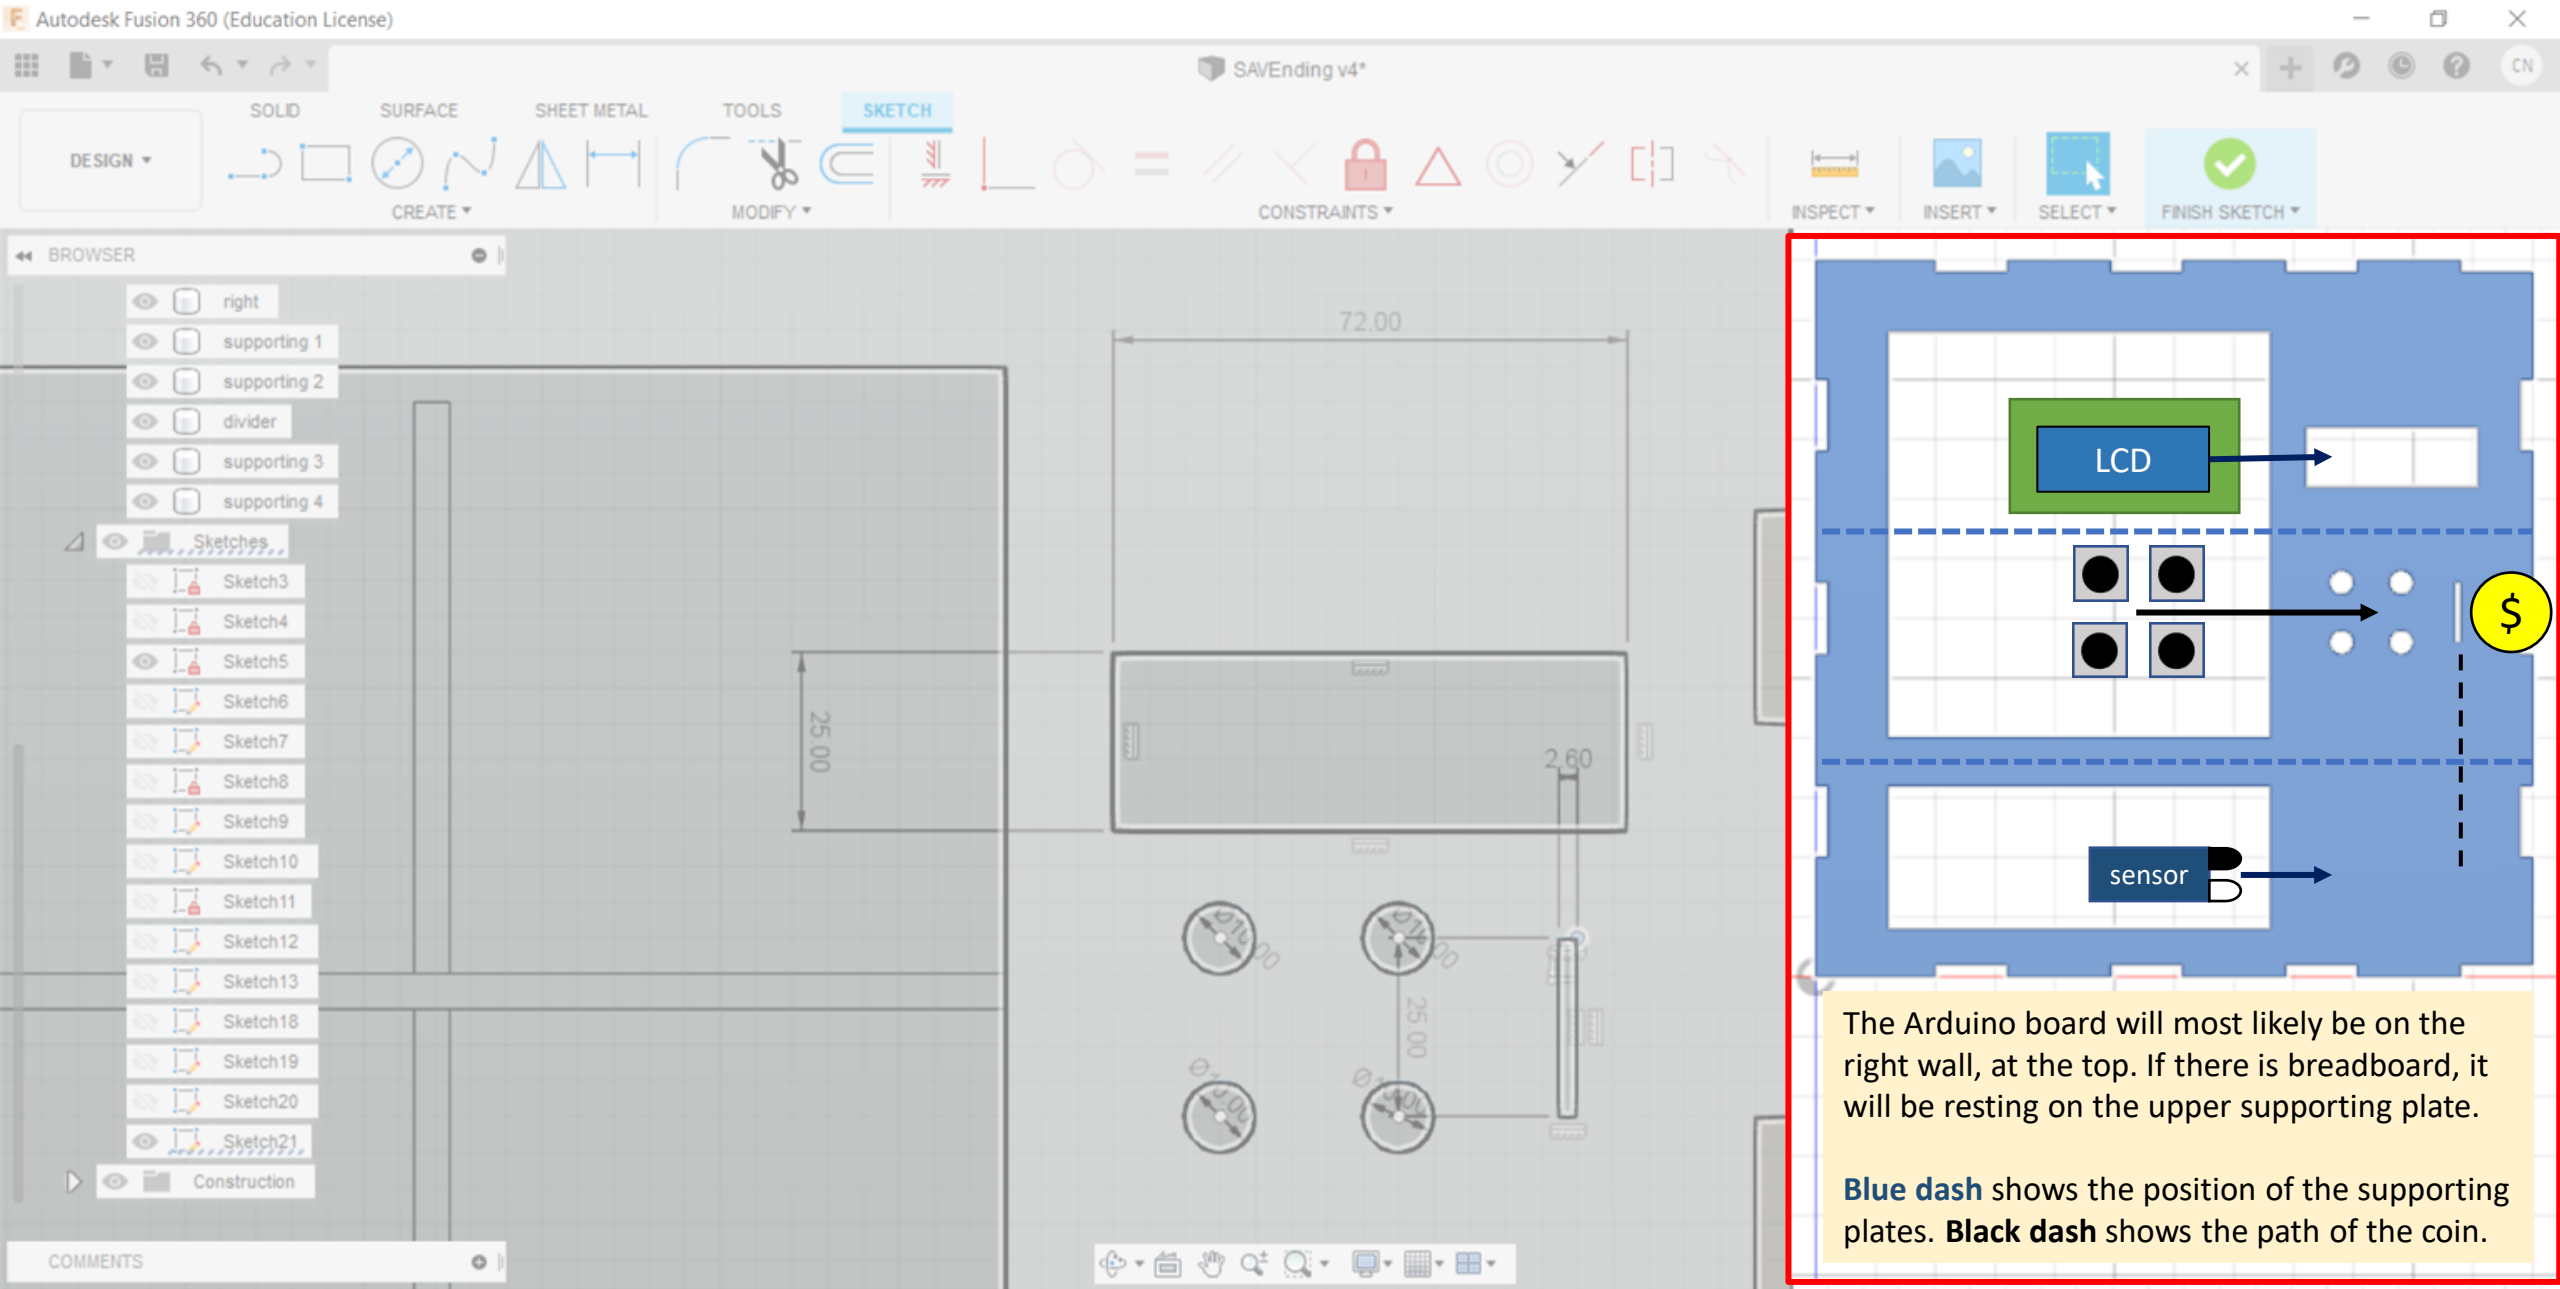 Autodesk Fusion 360 (Education License)
SAVEnding v4*
CN
SOLID SURFACE SHEET METAL TOOLS SKETCH
DESIGN
CREATE MODIFY CONSTRAINTS INSPECT INSERT SELECT FINISH SKETCH
BROWSER
right
supporting 1
supporting 2
divider
supporting 3
supporting 4
Sketches
Sketch3
Sketch4
Sketch5
Sketch6
Sketch7
Sketch8
Sketch9
Sketch10
Sketch11
Sketch12
Sketch13
Sketch18
Sketch19
Sketch20
Sketch21
Construction
COMMENTS
72.00
25.00
2.60
25.00
LCD
$
sensor
The Arduino board will most likely be on the
right wall, at the top. If there is breadboard, it
will be resting on the upper supporting plate.
Blue dash shows the position of the supporting
plates. Black dash shows the path of the coin.